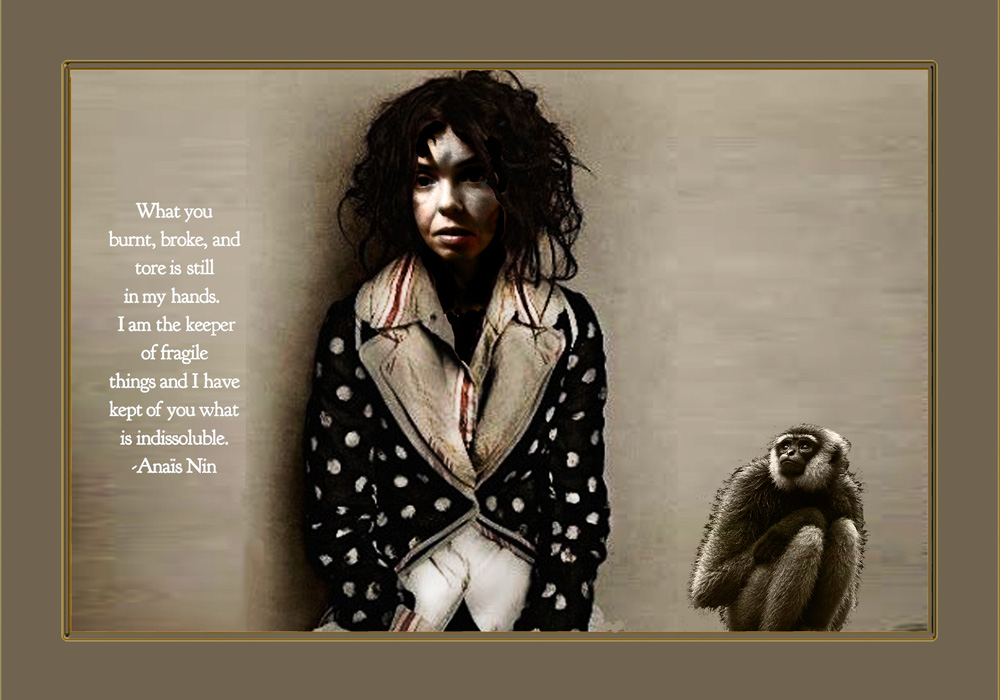 What you
burnt, broke, and
tore is still
in my hands.
I am the keeper
of fragile
things and I have
kept of you what
is indissoluble.
-Anaïs Nin